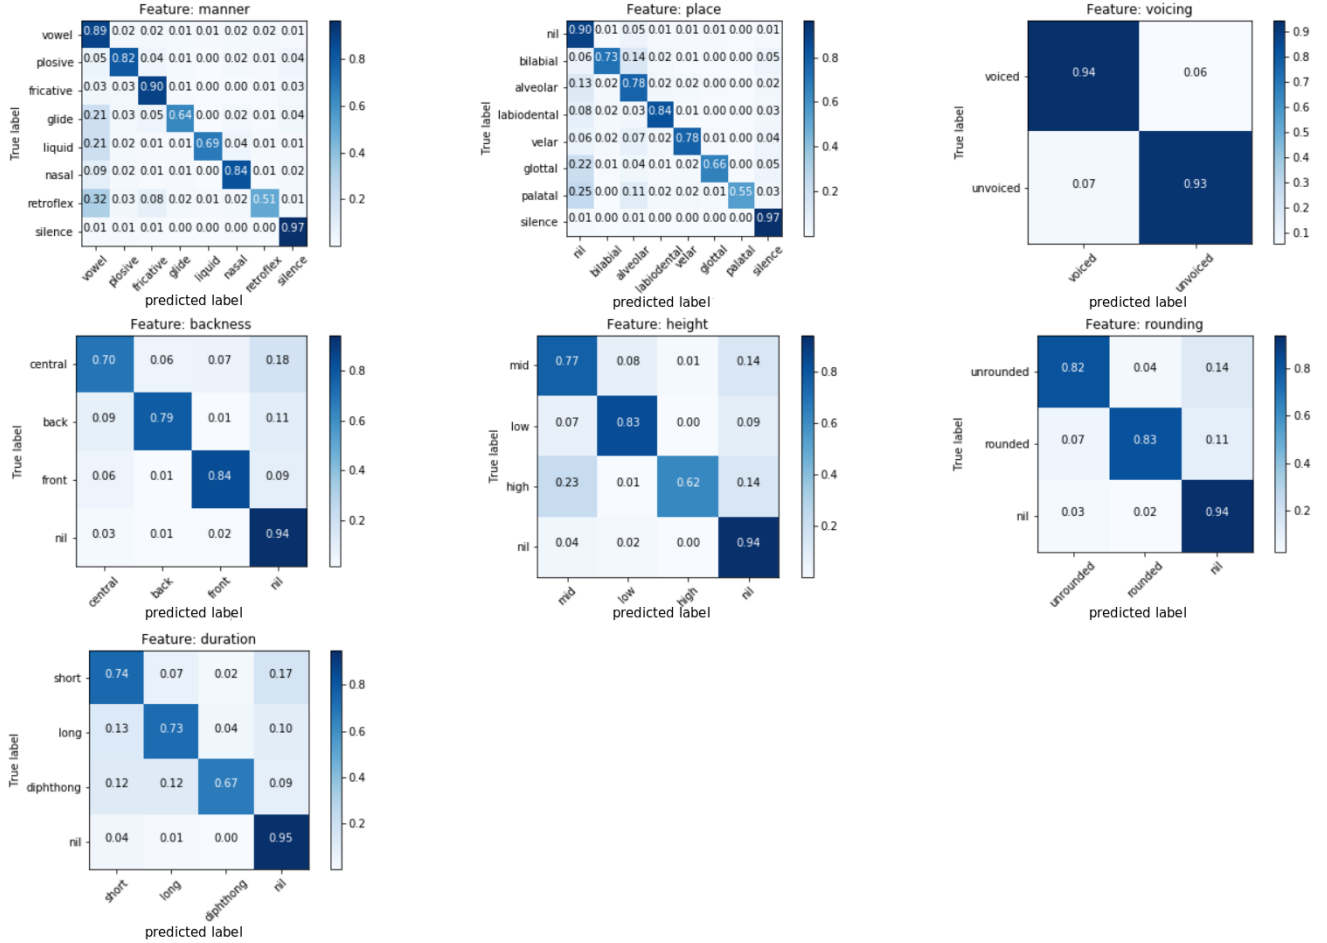 Feature: manner
True label
vowel 0.89 0.02 0.02 0.01 0.01 0.02 0.02 0.01
plosive 0.05 0.82 0.04 0.01 0.00 0.02 0.01 0.04
fricative 0.03 0.03 0.90 0.01 0.00 0.01 0.00 0.03
glide 0.21 0.03 0.05 0.64 0.00 0.02 0.01 0.04
liquid 0.21 0.02 0.01 0.01 0.69 0.04 0.01 0.01
nasal 0.09 0.02 0.01 0.01 0.00 0.84 0.01 0.02
retroflex 0.32 0.03 0.08 0.02 0.01 0.02 0.51 0.01
silence 0.01 0.01 0.01 0.00 0.00 0.00 0.00 0.97
vowel plosive fricative glide liquid nasal retroflex silence
predicted label
0.8
0.6
0.4
0.2
Feature: place
True label
nil 0.90 0.01 0.05 0.01 0.01 0.01 0.00 0.01
bilabial 0.06 0.73 0.14 0.02 0.01 0.00 0.00 0.05
alveolar 0.13 0.02 0.78 0.02 0.01 0.00 0.00 0.02
labiodental 0.08 0.02 0.03 0.84 0.01 0.00 0.00 0.03
velar 0.06 0.02 0.07 0.02 0.78 0.01 0.00 0.04
glottal 0.22 0.01 0.04 0.01 0.02 0.66 0.00 0.05
palatal 0.25 0.00 0.11 0.02 0.02 0.01 0.55 0.03
silence 0.01 0.00 0.01 0.00 0.00 0.00 0.00 0.97
nil bilabial alveolar labiodental velar glottal palatal silence
predicted label
0.8
0.6
0.4
0.2
Feature: voicing
True label
voiced 0.94 0.06
unvoiced 0.07 0.93
voiced unvoiced
predicted label
0.9
0.8
0.7
0.6
0.5
0.4
0.3
0.2
0.1
Feature: backness
True label
central 0.70 0.06 0.07 0.18
back 0.09 0.79 0.01 0.11
front 0.06 0.01 0.84 0.09
nil 0.03 0.01 0.02 0.94
central back front nil
predicted label
0.8
0.6
0.4
0.2
Feature: height
True label
mid 0.77 0.08 0.01 0.14
low 0.07 0.83 0.00 0.09
high 0.23 0.01 0.62 0.14
nil 0.04 0.02 0.00 0.94
mid low high nil
predicted label
0.8
0.6
0.4
0.2
Feature: rounding
True label
unrounded 0.82 0.04 0.14
rounded 0.07 0.83 0.11
nil 0.03 0.02 0.94
unrounded rounded nil
predicted label
0.8
0.6
0.4
0.2
Feature: duration
True label
short 0.74 0.07 0.02 0.17
long 0.13 0.73 0.04 0.10
diphthong 0.12 0.12 0.67 0.09
nil 0.04 0.01 0.00 0.95
short long diphthong nil
predicted label
0.8
0.6
0.4
0.2